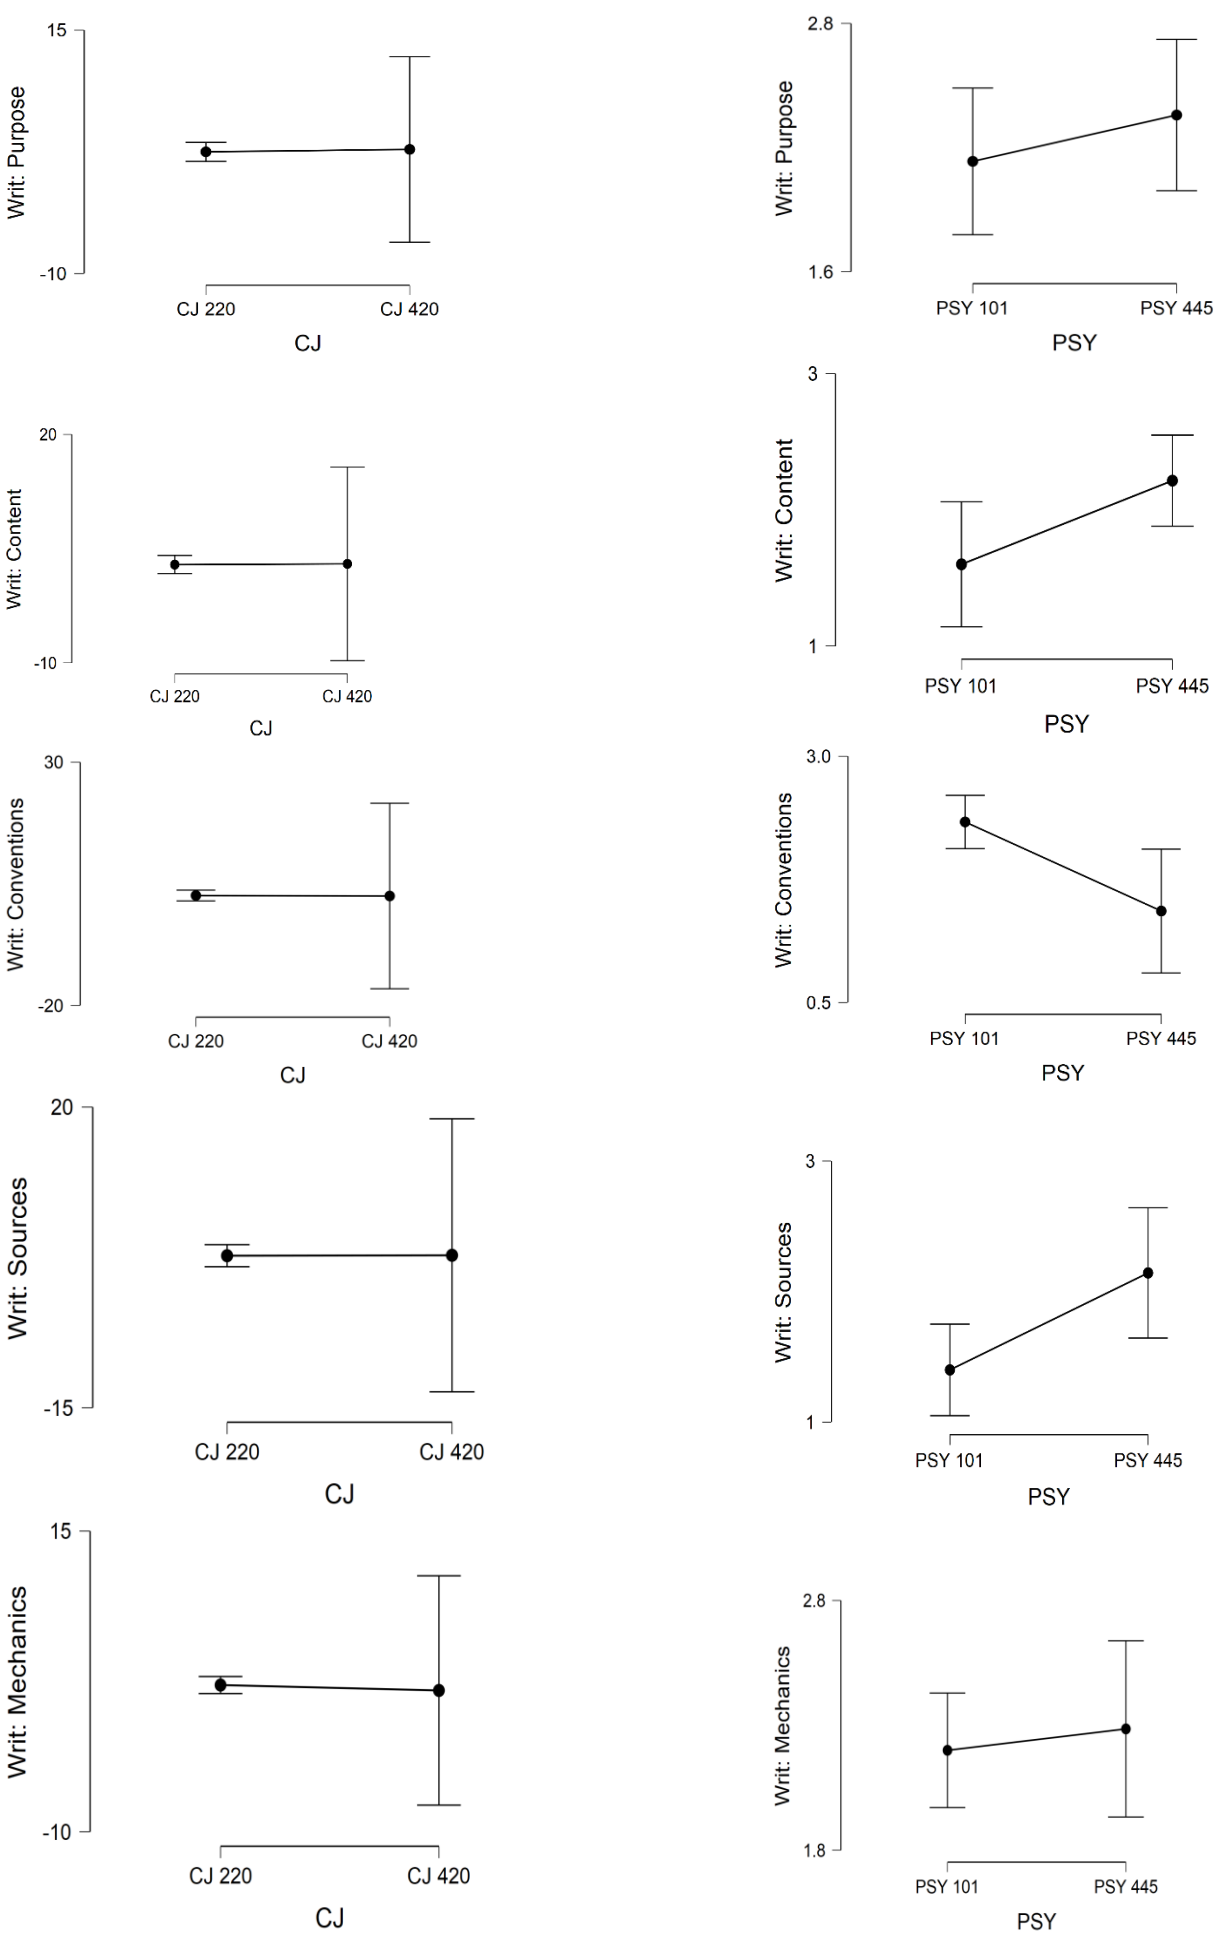 15
Writ: Purpose
-10
CJ 220 CJ 420
CJ
2.8
Writ: Purpose
1.6
PSY 101 PSY 445
PSY
20
Writ: Content
-10
CJ 220 CJ 420
CJ
3
Writ: Content
1
PSY 101 PSY 445
PSY
30
Writ: Conventions
-20
CJ 220 CJ 420
CJ
3.0
Writ: Conventions
0.5
PSY 101 PSY 445
PSY
20
Writ: Sources
-15
CJ 220 CJ 420
CJ
3
Writ: Sources
1
PSY 101 PSY 445
PSY
15
Writ: Mechanics
-10
CJ 220 CJ 420
CJ
2.8
Writ: Mechanics
1.8
PSY 101 PSY 445
PSY